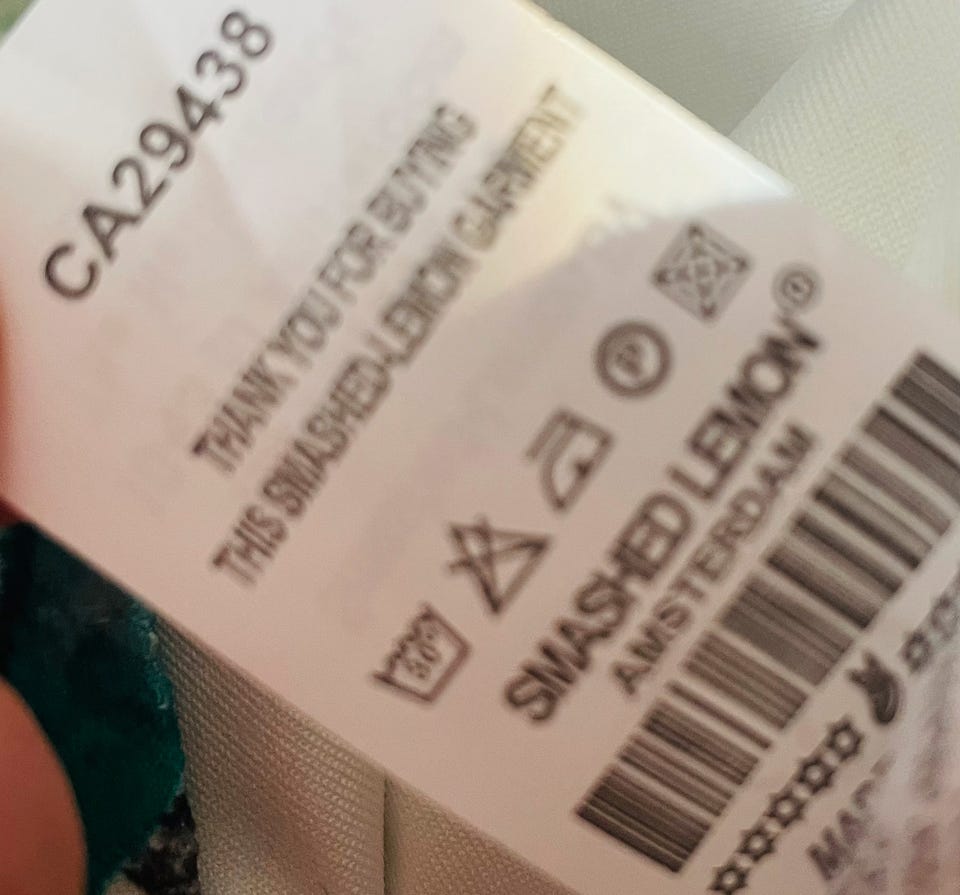 CA29438
THANK YOU FOR BUYING
THIS SMASHED-LEMON GARMENT
30°
P
SMASHED LEMON®
AMSTERDAM